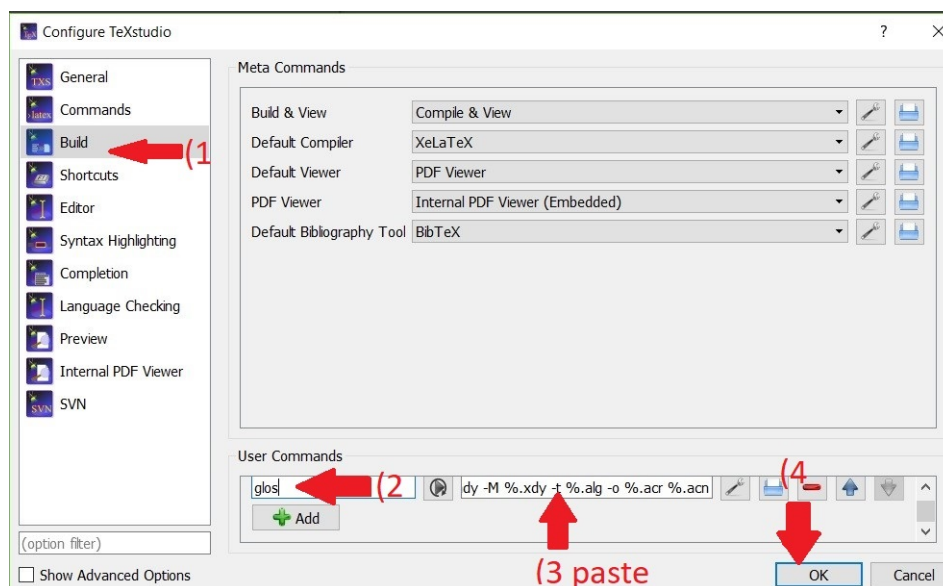 Configure TeXstudio
?
X
General
Commands
Build
(1
Shortcuts
Editor
Syntax Highlighting
Completion
Language Checking
Preview
Internal PDF Viewer
SVN
(option filter)
Show Advanced Options
Meta Commands
Build & View
Compile & View
Default Compiler
XeLaTeX
Default Viewer
PDF Viewer
PDF Viewer
Internal PDF Viewer (Embedded)
Default Bibliography Tool
BibTeX
User Commands
glos
(2
dy -M %.xdy -t %.alg -o %.acr %.acn
(4
Add
(3 paste
OK
Cancel